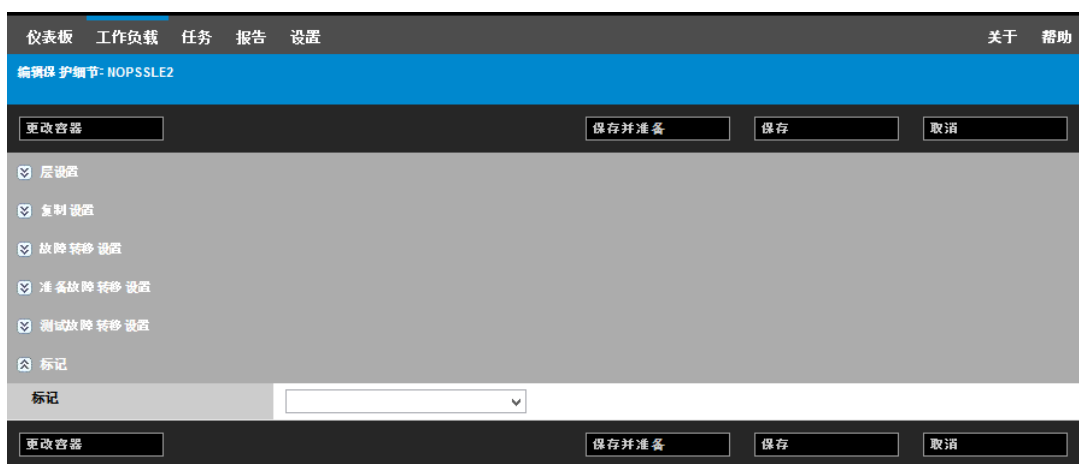 仪表板 工作负载 任务 报告 设置 关于 帮助
编辑保护细节: NOPSSLE2
更改容器 保存并准备 保存 取消
层设置
复制设置
故障转移设置
准备故障转移设置
测试故障转移设置
标记
标记
更改容器 保存并准备 保存 取消